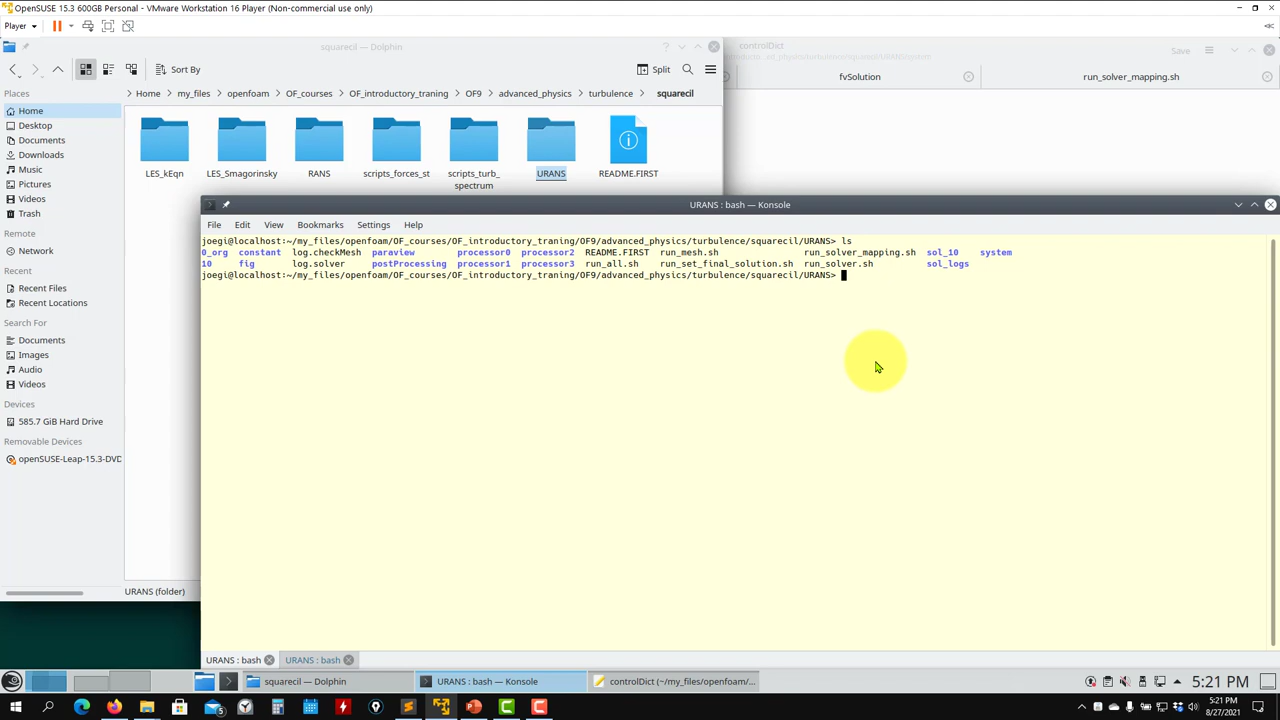 OpenSUSE 15.3 600GB Personal - VMware Workstation 16 Player (Non-commercial use only)
Player
squarecil — Dolphin
controlDict
Save
Sort By
Split
fvSolution
run_solver_mapping.sh
Places
Home
my_files
openfoam
OF_courses
OF_introductory_traning
OF9
advanced_physics
turbulence
squarecil
Home
Desktop
Documents
Downloads
Music
Pictures
Videos
Trash
Remote
Network
Recent
Recent Files
Recent Locations
Search For
Documents
Images
Audio
Videos
Devices
585.7 GiB Hard Drive
Removable Devices
openSUSE-Leap-15.3-DVD
LES_kEqn
LES_Smagorinsky
RANS
scripts_forces_st
scripts_turb_
spectrum
URANS
README.FIRST
URANS (folder)
URANS : bash — Konsole
File Edit View Bookmarks Settings Help
joegi@localhost:~/my_files/openfoam/OF_courses/OF_introductory_traning/OF9/advanced_physics/turbulence/squarecil/URANS> ls
0_org constant log.checkMesh paraview processor0 processor2 README.FIRST run_mesh.sh run_solver_mapping.sh sol_10 system
10 fig log.solver postProcessing processor1 processor3 run_all.sh run_set_final_solution.sh run_solver.sh sol_logs
joegi@localhost:~/my_files/openfoam/OF_courses/OF_introductory_traning/OF9/advanced_physics/turbulence/squarecil/URANS>
URANS : bash
URANS : bash
squarecil — Dolphin
URANS : bash — Konsole
controlDict (~/my_files/openfoam/...
5:21 PM
5:21 PM
8/27/2021